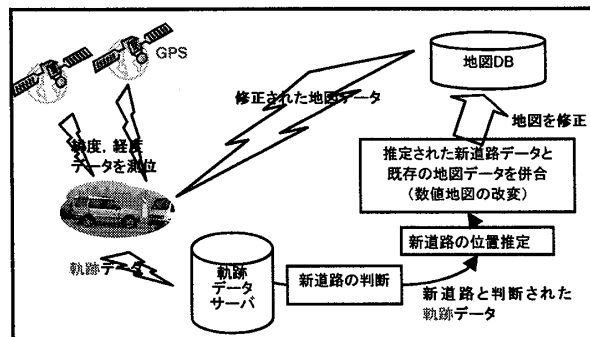 GPS
地図DB
修正された地図データ
地図を修正
緯度，経度
データを測位
推定された新道路データと
既存の地図データを併合
（数値地図の改変）
新道路の位置推定
軌跡データ
軌跡
データ
サーバ
新道路の判断
新道路と判断された
軌跡データ